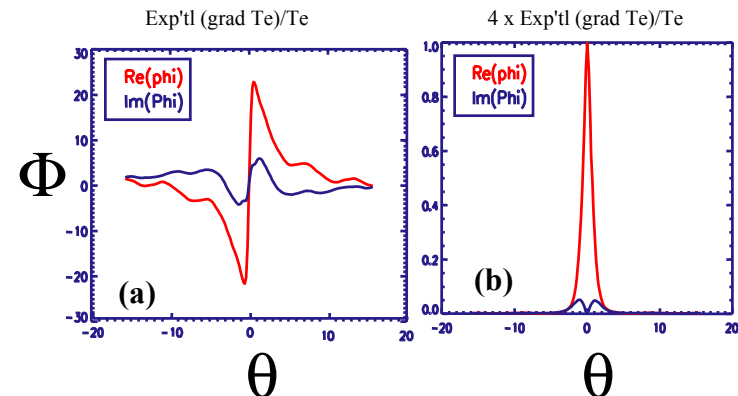 Exp'tl (grad Te)/Te
4 x Exp'tl (grad Te)/Te
30
20
10
0
-10
-20
-30
Φ
Re(phi)
Im(Phi)
(a)
-20
-10
0
10
20
θ
1.0
0.8
0.6
0.4
0.2
0.0
Re(phi)
Im(Phi)
(b)
-20
-10
0
10
20
θ